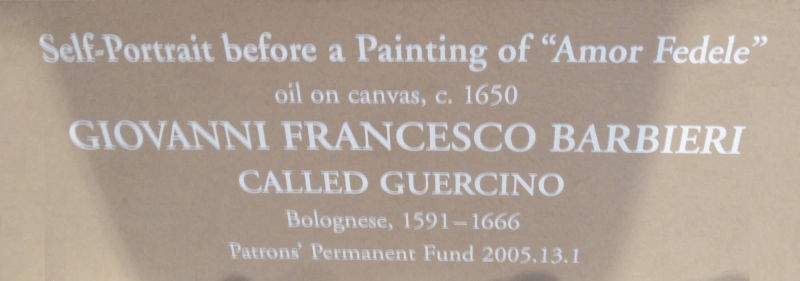 Self-Portrait before a Painting of “Amor Fedele”
oil on canvas, c. 1650
GIOVANNI FRANCESCO BARBIERI
CALLED GUERCINO
Bolognese, 1591–1666
Patrons’ Permanent Fund 2005.13.1